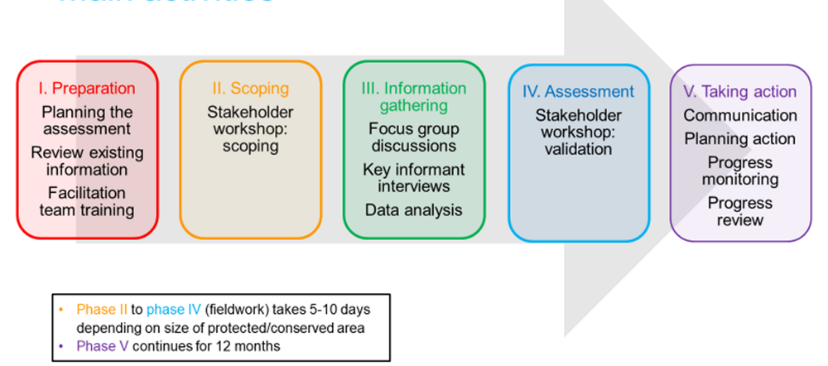 I. Preparation
Planning the
assessment
Review existing
information
Facilitation
team training
II. Scoping
Stakeholder
workshop:
scoping
III. Information
gathering
Focus group
discussions
Key informant
interviews
Data analysis
IV. Assessment
Stakeholder
workshop:
validation
V. Taking action
Communication
Planning action
Progress
monitoring
Progress
review
• Phase II to phase IV (fieldwork) takes 5-10 days
depending on size of protected/conserved area
• Phase V continues for 12 months